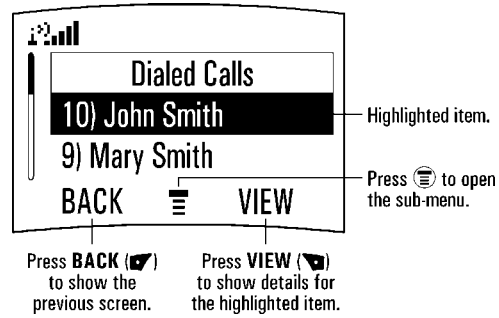 Dialed Calls
10) John Smith
9) Mary Smith
BACK VIEW
Highlighted item.
Press to open
the sub-menu.
Press BACK ( )
to show the
previous screen.
Press VIEW ( )
to show details for
the highlighted item.